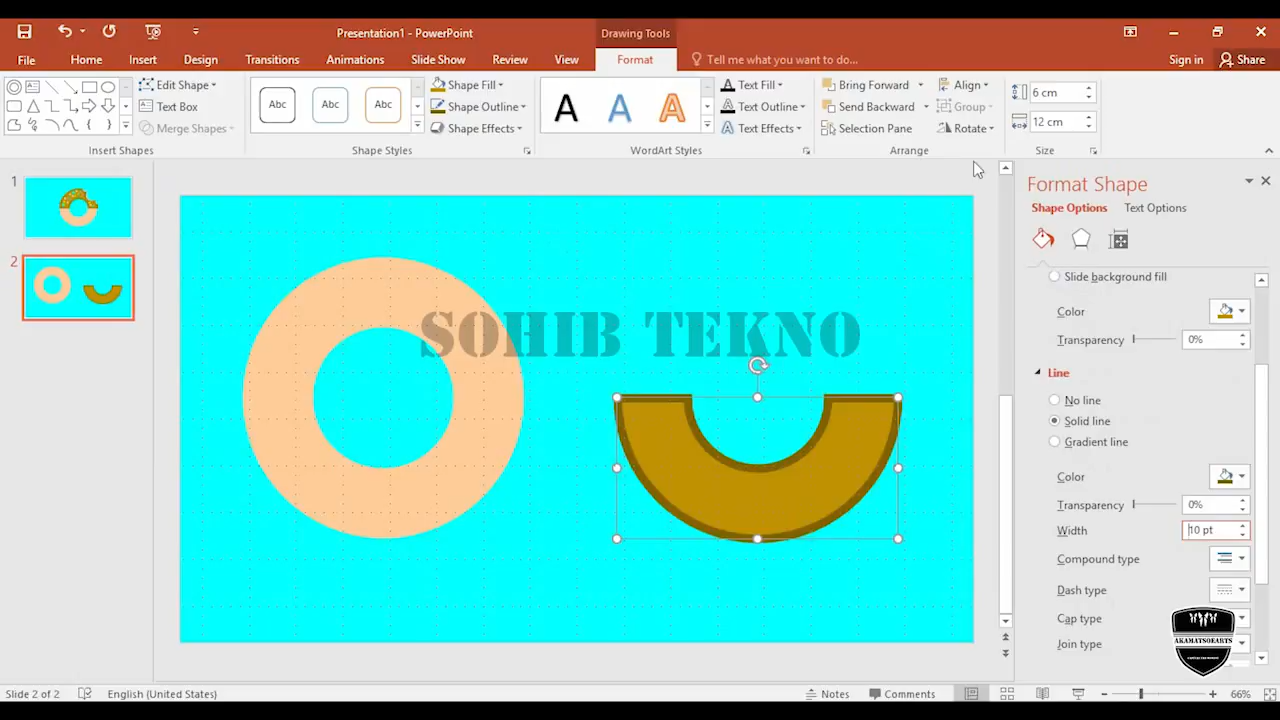 Presentation1 - PowerPoint
Drawing Tools
File Home Insert Design Transitions Animations Slide Show Review View Format Tell me what you want to do... Sign in Share
Edit Shape
Text Box
Merge Shapes
Insert Shapes
Abc Abc Abc
Shape Fill
Shape Outline
Shape Effects
Shape Styles
A A A
Text Fill
Text Outline
Text Effects
WordArt Styles
Bring Forward
Send Backward
Selection Pane
Align
Group
Rotate
Arrange
6 cm
12 cm
Size
1
2
SOHIB TEKNO
Format Shape
Shape Options Text Options
Slide background fill
Color
Transparency 0%
Line
No line
Solid line
Gradient line
Color
Transparency 0%
Width 10 pt
Compound type
Dash type
Cap type
Join type
AKAMATSOEARTS
Slide 2 of 2 English (United States) Notes Comments 66%